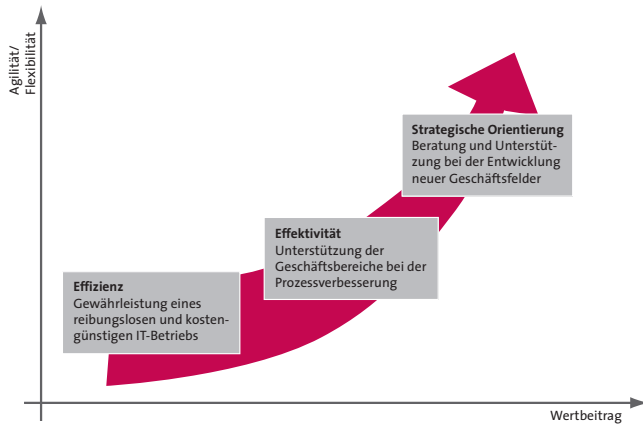 Agilität/
Flexibilität
Strategische Orientierung
Beratung und Unterstüt-
zung bei der Entwicklung
neuer Geschäftsfelder
Effektivität
Unterstützung der
Geschäftsbereiche bei der
Prozessverbesserung
Effizienz
Gewährleistung eines
reibungslosen und kosten-
günstigen IT-Betriebs
Wertbeitrag